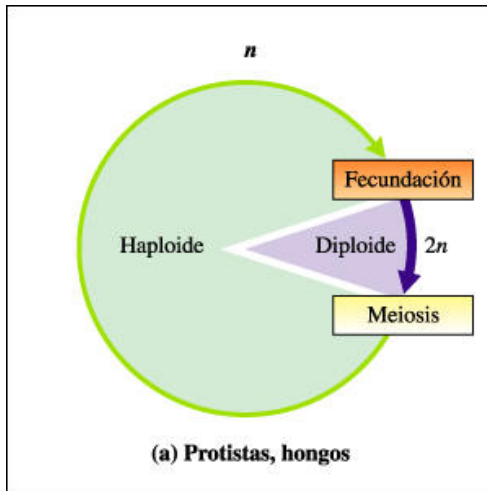 n
Fecundación
Haploide
Diploide
2n
Meiosis
(a) Protistas, hongos